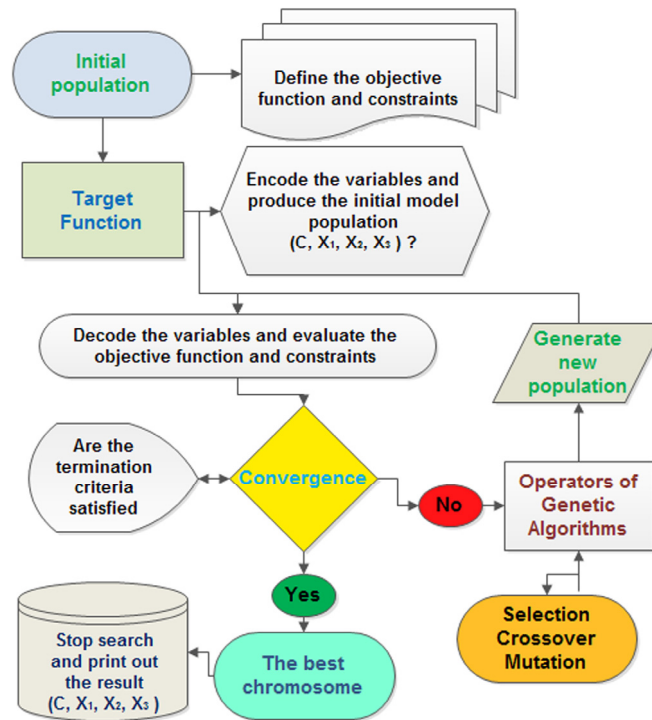 Initial
population
Define the objective
function and constraints
Target
Function
Encode the variables and
produce the initial model
population
(C, X₁, X₂, X₃ ) ?
Decode the variables and evaluate the
objective function and constraints
Generate
new
population
Are the
termination
criteria
satisfied
Convergence
No
Operators of
Genetic
Algorithms
Yes
Selection
Crossover
Mutation
The best
chromosome
Stop search
and print out
the result
(C, X₁, X₂, X₃ )